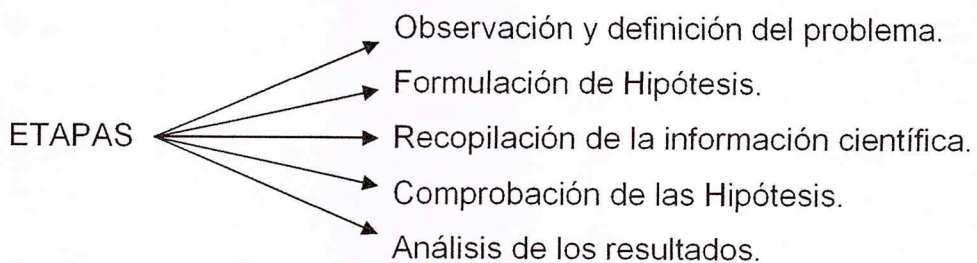 Observación y definición del problema.
Formulación de Hipótesis.
ETAPAS
Recopilación de la información científica.
Comprobación de las Hipótesis.
Análisis de los resultados.